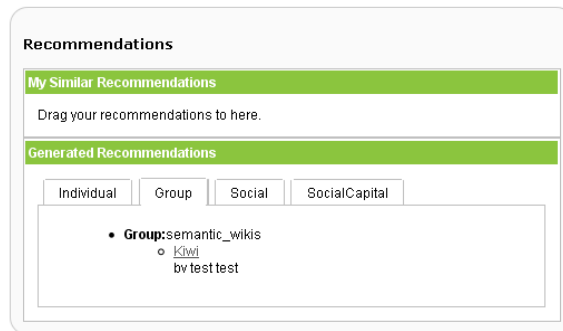 Recommendations
My Similar Recommendations
Drag your recommendations to here.
Generated Recommendations
Individual Group Social SocialCapital
Group:semantic_wikis
Kiwi
by test test